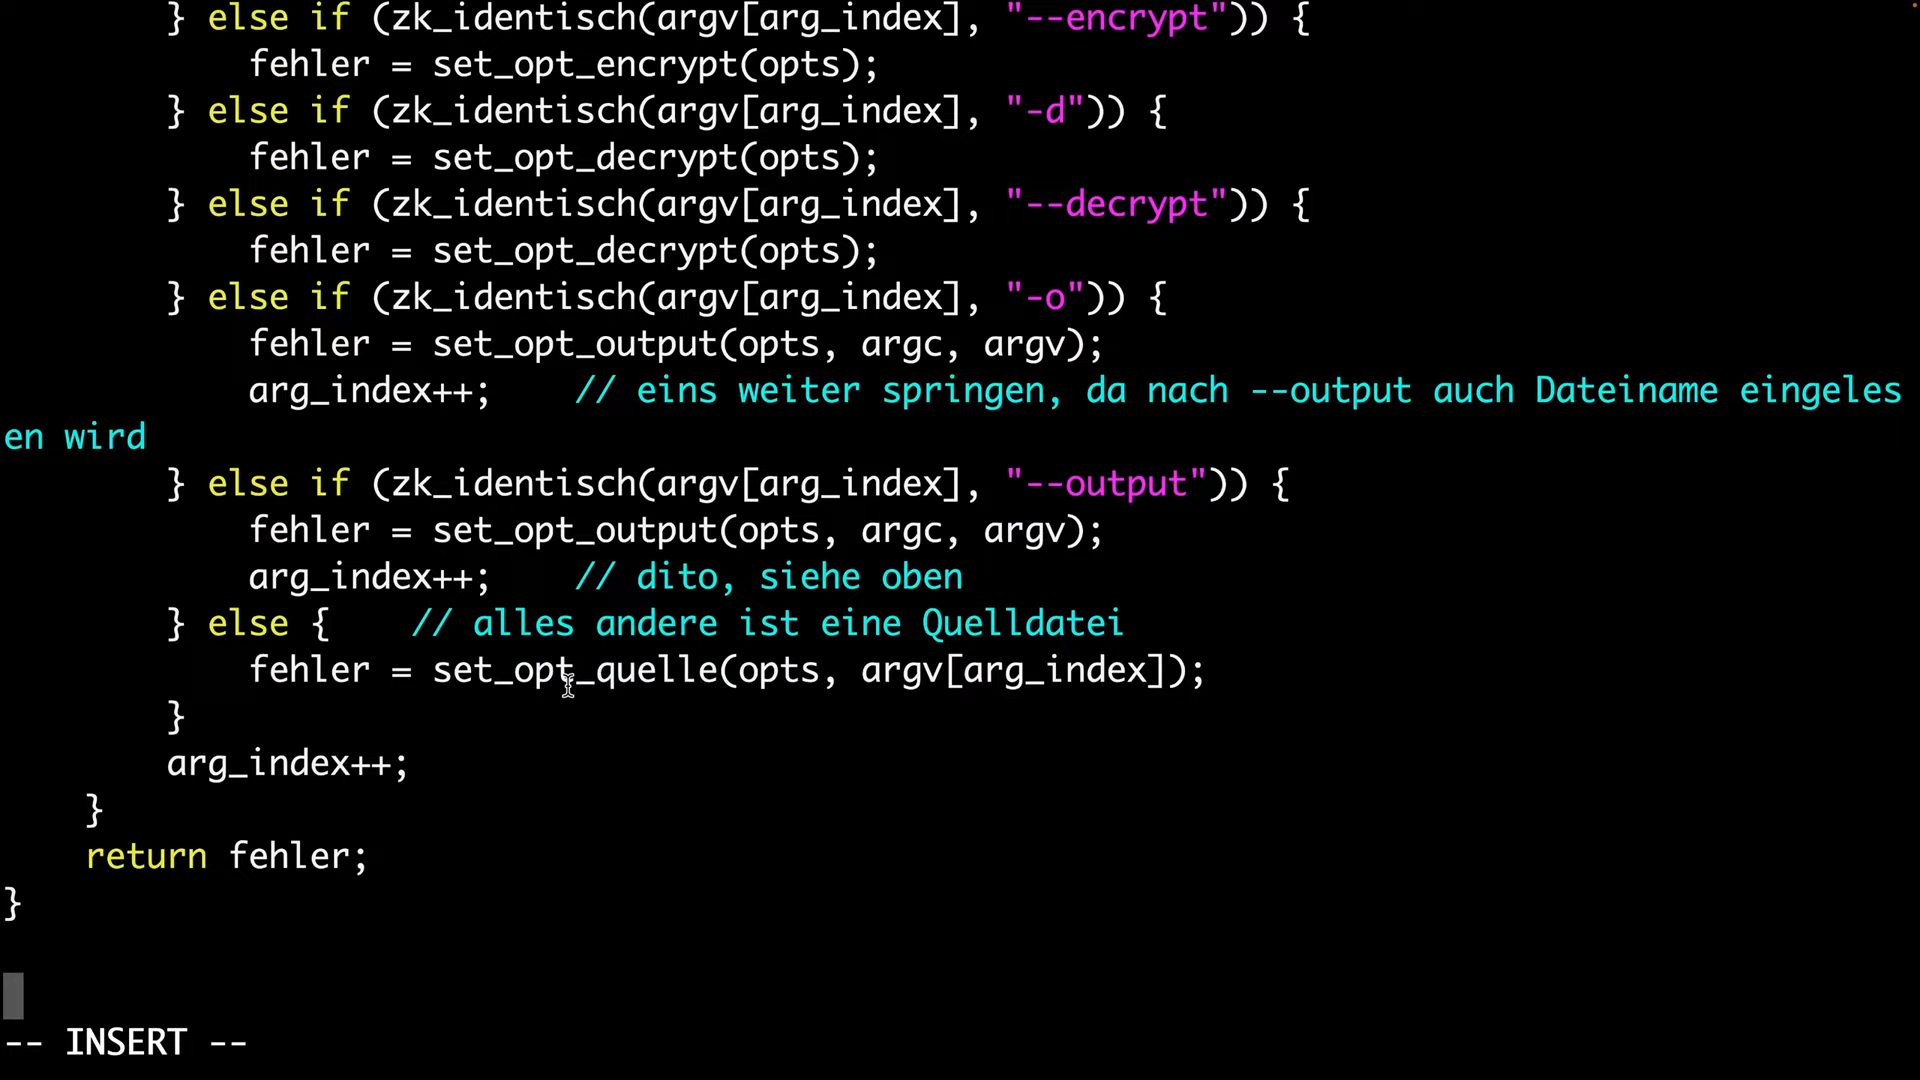 } else if (zk_identisch(argv[arg_index], "--encrypt")) {
fehler = set_opt_encrypt(opts);
} else if (zk_identisch(argv[arg_index], "-d")) {
fehler = set_opt_decrypt(opts);
} else if (zk_identisch(argv[arg_index], "--decrypt")) {
fehler = set_opt_decrypt(opts);
} else if (zk_identisch(argv[arg_index], "-o")) {
fehler = set_opt_output(opts, argc, argv);
arg_index++;    // eins weiter springen, da nach --output auch Dateiname eingeles
en wird
} else if (zk_identisch(argv[arg_index], "--output")) {
fehler = set_opt_output(opts, argc, argv);
arg_index++;    // dito, siehe oben
} else {    // alles andere ist eine Quelldatei
fehler = set_opt_quelle(opts, argv[arg_index]);
}
arg_index++;
}
return fehler;
}
-- INSERT --